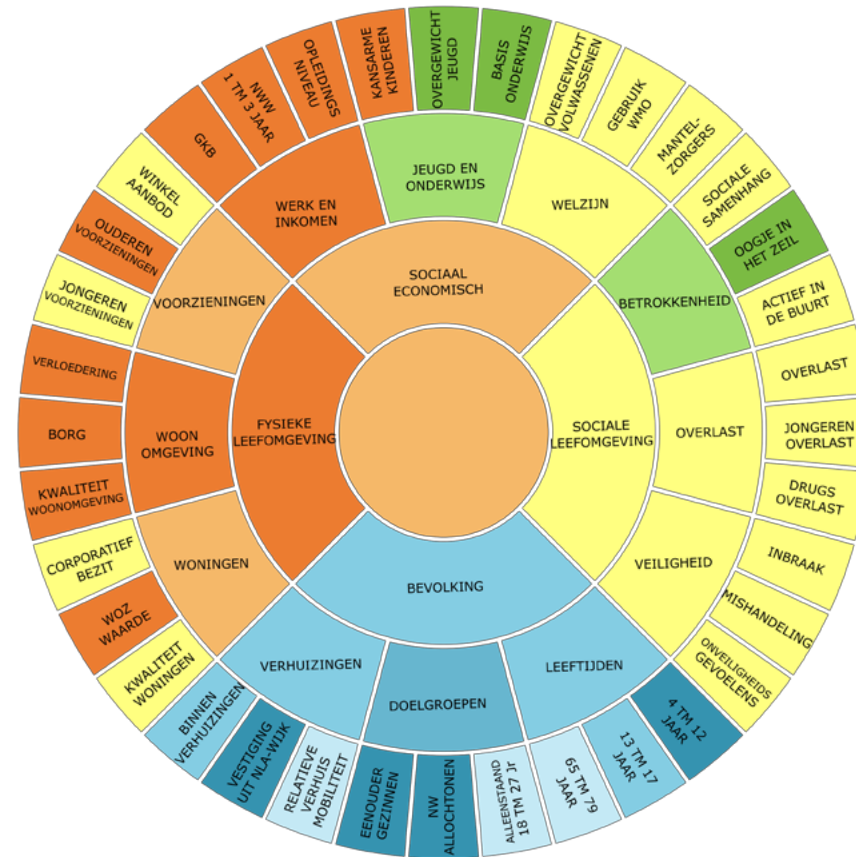 OVERGEWICHT
JEUGD
BASIS
ONDERWIJS
OVERGEWICHT
VOLWASSENEN
GEBRUIK
WMO
MANTEL-
ZORGERS
SOCIALE
SAMENHANG
OOGJE IN
HET ZEIL
ACTIEF IN
DE BUURT
OVERLAST
JONGEREN
OVERLAST
DRUGS
OVERLAST
INBRAAK
MISHANDELING
ONVEILIGHEIDS
GEVOELENS
4 TM 12
JAAR
13 TM 17
JAAR
65 TM 79
JAAR
ALLEENSTAAND
18 TM 27 Jr
NW
ALLOCHTONEN
EENOUDER
GEZINNEN
RELATIEVE
VERHUIS
MOBILITEIT
VESTIGING
UIT NLA-WIJK
BINNEN
VERHUIZINGEN
KWALITEIT
WONINGEN
WOZ
WAARDE
CORPORATIEF
BEZIT
KWALITEIT
WOONOMGEVING
BORG
VERLOEDERING
JONGEREN
VOORZIENINGEN
OUDEREN
VOORZIENINGEN
WINKEL
AANBOD
GKB
NWW
1 TM 3 JAAR
OPLEIDINGS
NIVEAU
KANSARME
KINDEREN
JEUGD EN
ONDERWIJS
WELZIJN
BETROKKENHEID
OVERLAST
VEILIGHEID
LEEFTIJDEN
DOELGROEPEN
VERHUIZINGEN
WONINGEN
WOON
OMGEVING
VOORZIENINGEN
WERK EN
INKOMEN
SOCIAAL
ECONOMISCH
SOCIALE
LEEFOMGEVING
BEVOLKING
FYSIEKE
LEEFOMGEVING